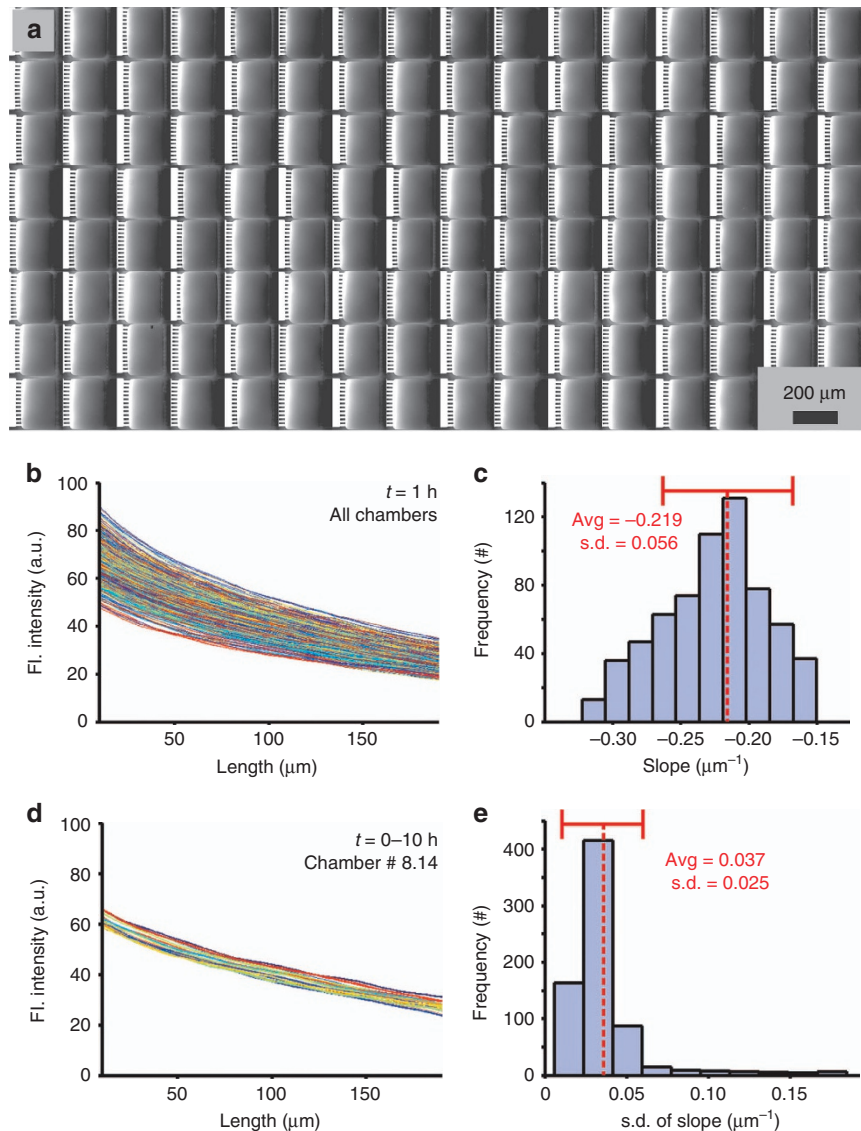 a
200 µm
b
100
80
60
40
20
0
Fl. intensity (a.u.)
t = 1 h
All chambers
50
100
150
Length (µm)
c
120
80
40
0
Frequency (#)
Avg = −0.219
s.d. = 0.056
−0.30
−0.25
−0.20
−0.15
Slope (µm⁻¹)
d
100
80
60
40
20
0
Fl. intensity (a.u.)
t = 0–10 h
Chamber # 8.14
50
100
150
Length (µm)
e
400
300
200
100
0
Frequency (#)
Avg = 0.037
s.d. = 0.025
0
0.05
0.10
0.15
s.d. of slope (µm⁻¹)